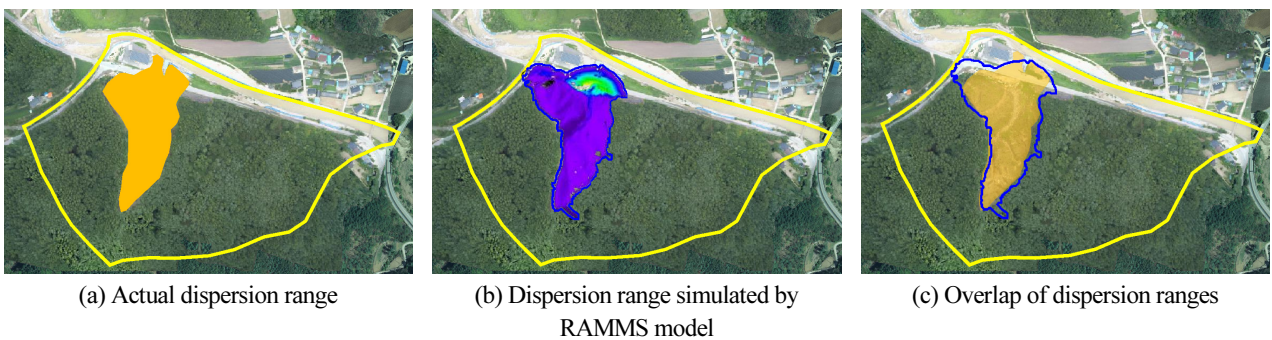 (a) Actual dispersion range
(b) Dispersion range simulated by
RAMMS model
(c) Overlap of dispersion ranges